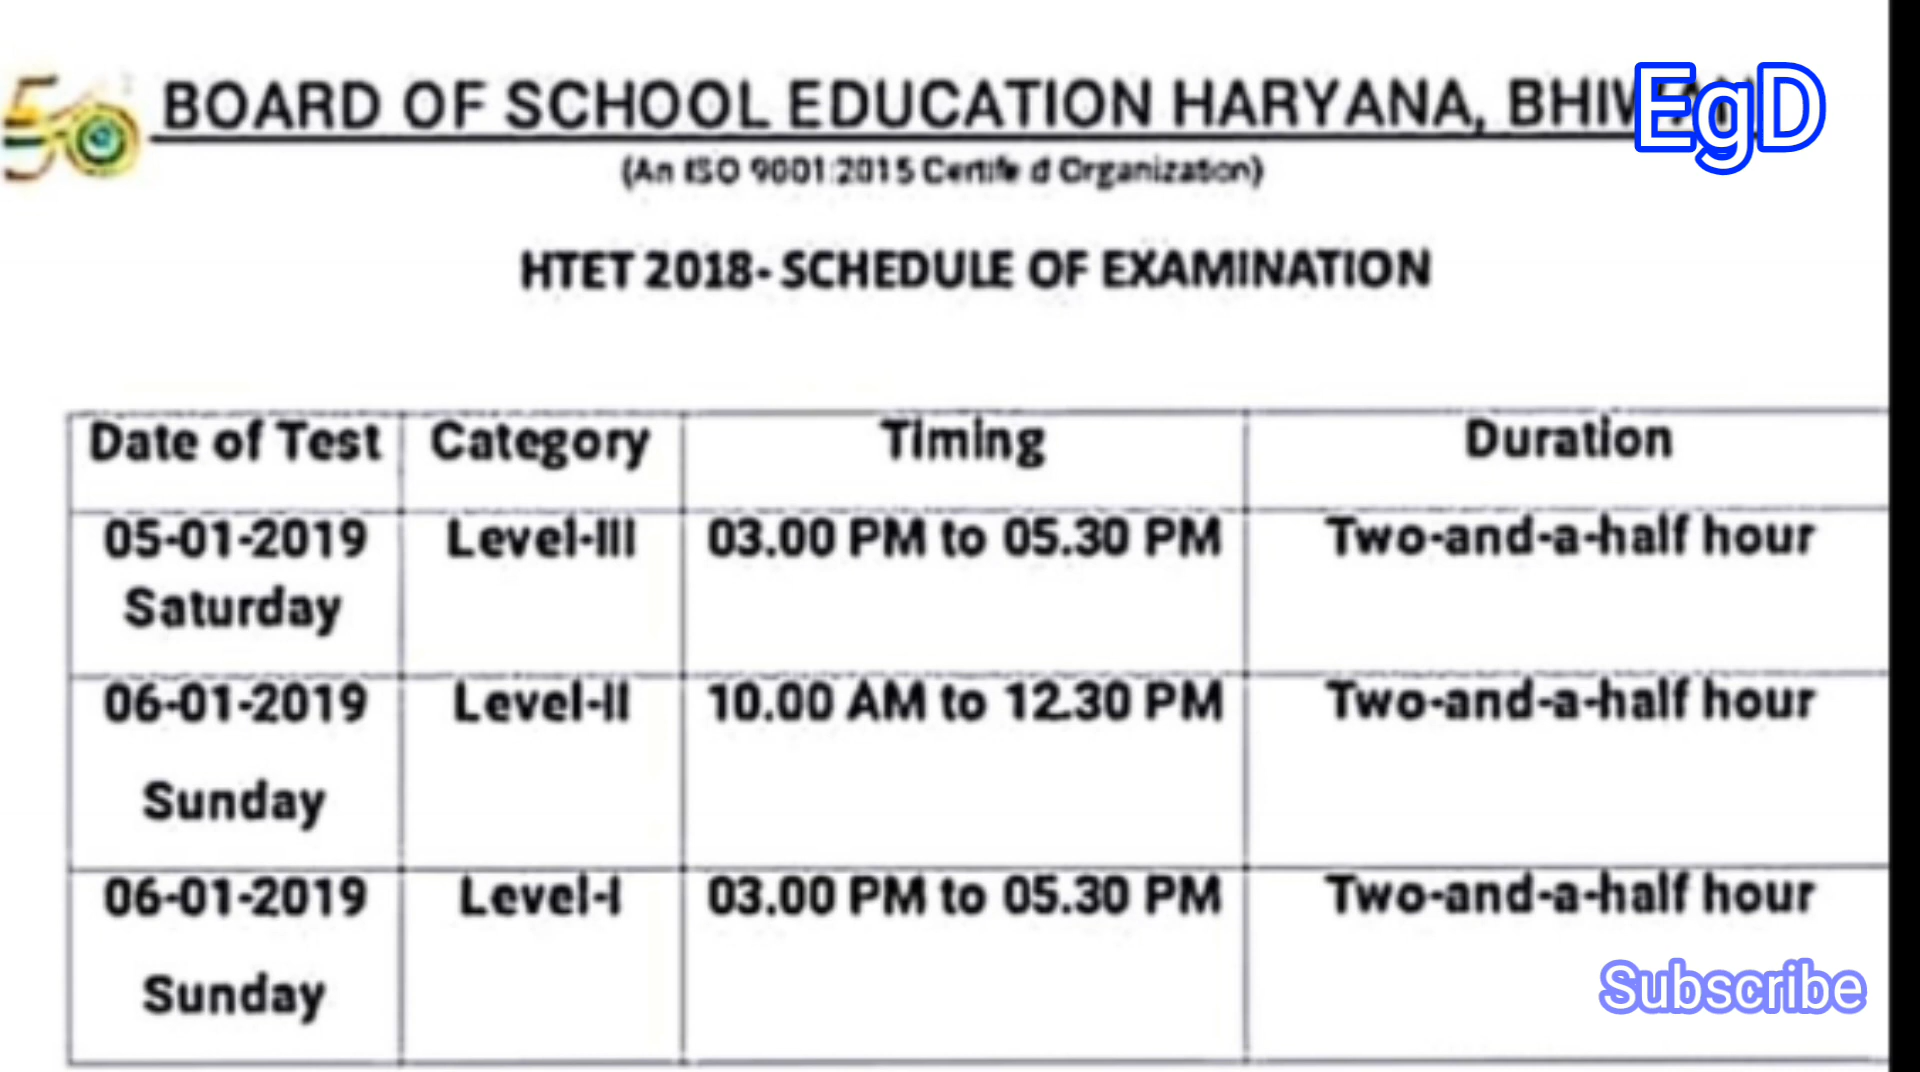 50 BOARD OF SCHOOL EDUCATION HARYANA,
EgD
(An ISO 9001:2015 Certife d Organization)
HTET 2018- SCHEDULE OF EXAMINATION
Date of Test Category Timing Duration
05-01-2019 Level-III 03.00 PM to 05.30 PM Two-and-a-half hour
Saturday
06-01-2019 Level-II 10.00 AM to 12.30 PM Two-and-a-half hour
Sunday
06-01-2019 Level-I 03.00 PM to 05.30 PM Two-and-a-half hour
Sunday
Subscribe